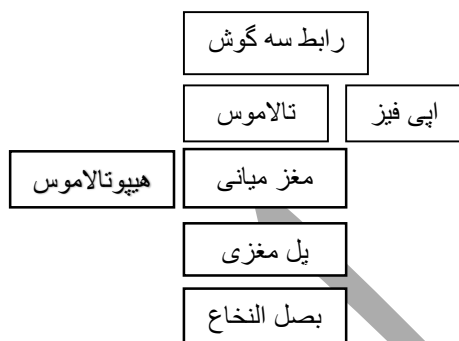 رابط سه گوش
اپی فیز
تالاموس
مغز میانی
هیپوتالاموس
پل مغزی
بصل النخاع